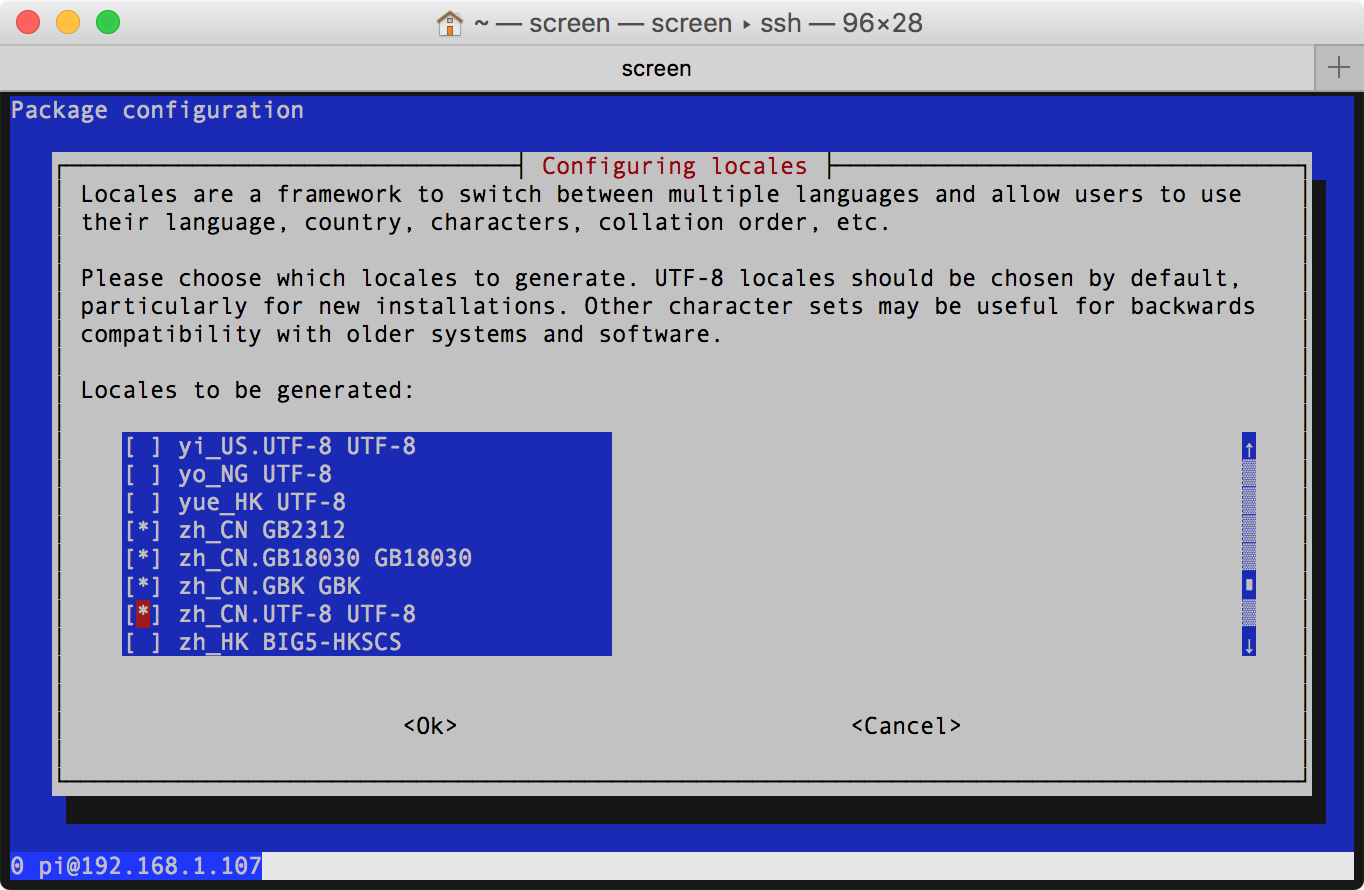 ~ — screen — screen ▸ ssh — 96×28
screen
Package configuration
Configuring locales
Locales are a framework to switch between multiple languages and allow users to use
their language, country, characters, collation order, etc.
Please choose which locales to generate. UTF-8 locales should be chosen by default,
particularly for new installations. Other character sets may be useful for backwards
compatibility with older systems and software.
Locales to be generated:
[ ] yi_US.UTF-8 UTF-8
[ ] yo_NG UTF-8
[ ] yue_HK UTF-8
[*] zh_CN GB2312
[*] zh_CN.GB18030 GB18030
[*] zh_CN.GBK GBK
[*] zh_CN.UTF-8 UTF-8
[ ] zh_HK BIG5-HKSCS
<Ok> <Cancel>
0 pi@192.168.1.107